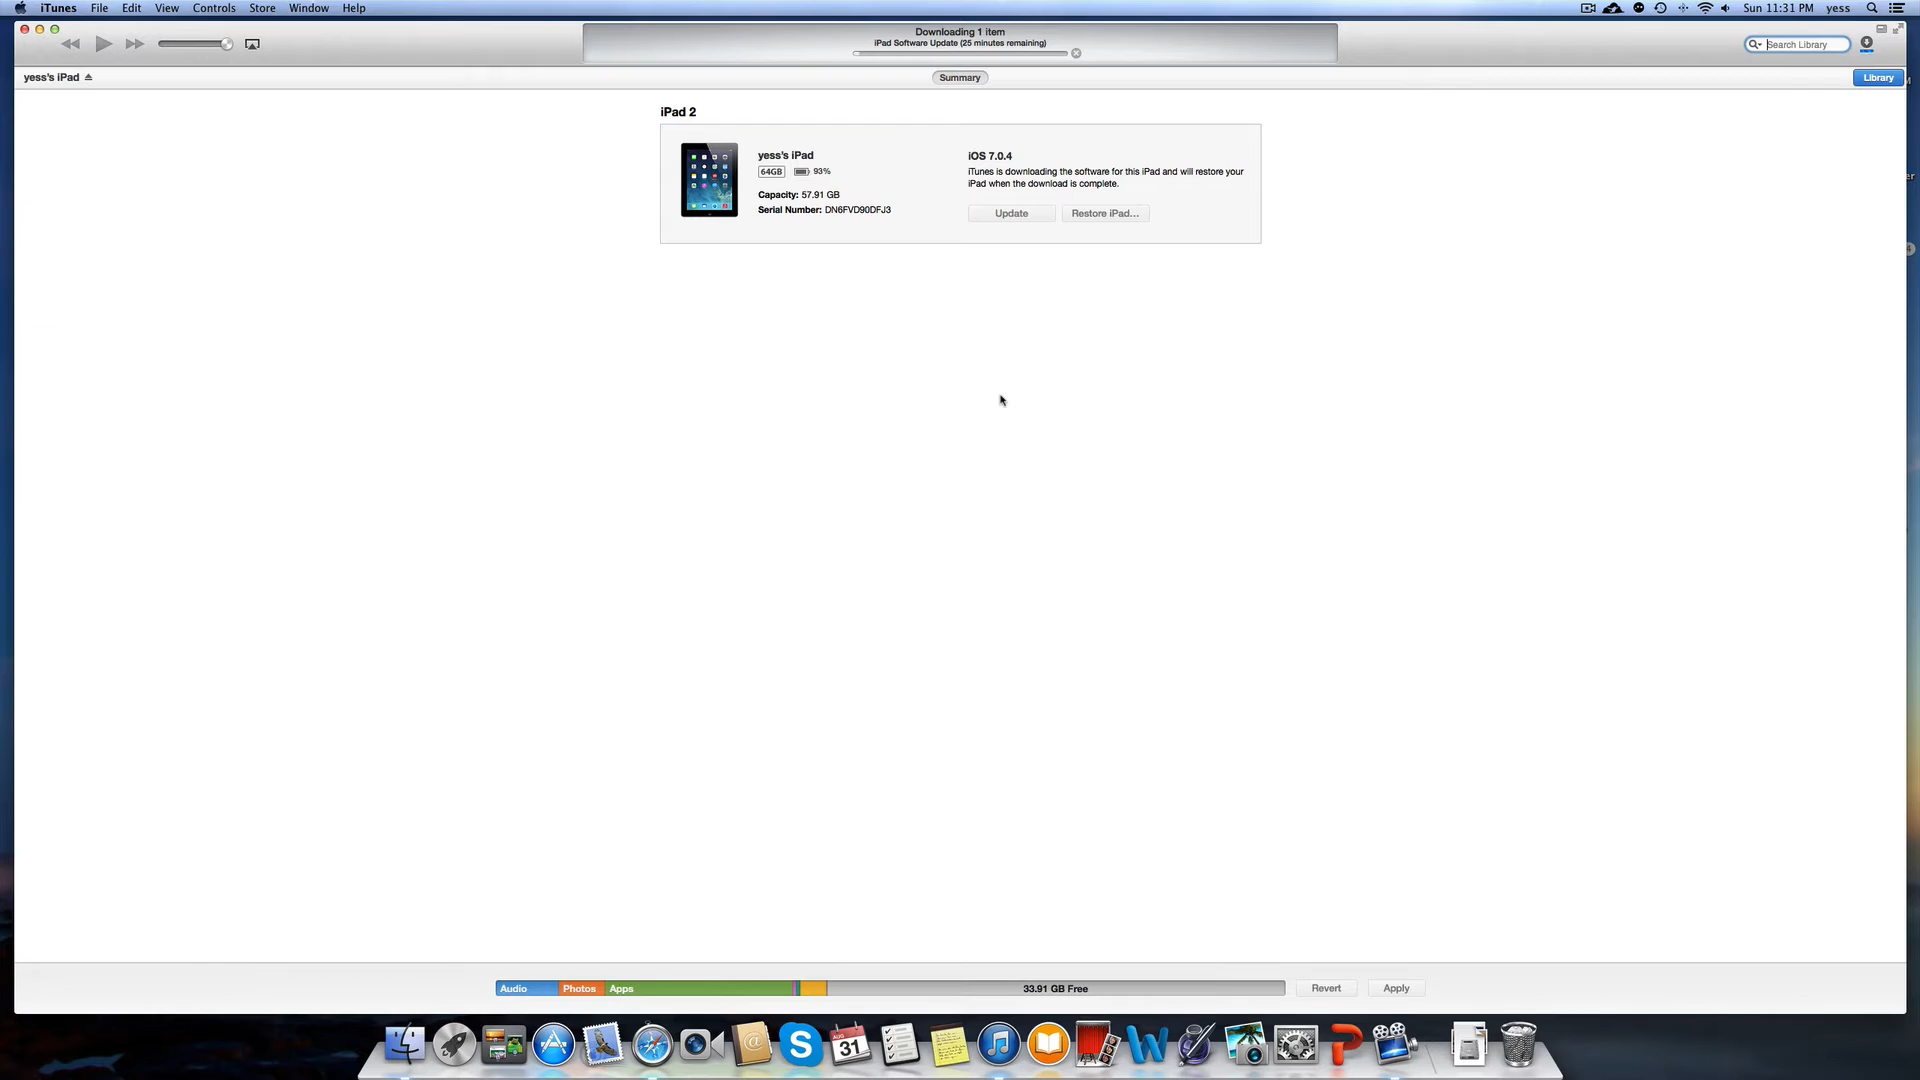 iTunes File Edit View Controls Store Window Help
Sun 11:31 PM yess
Downloading 1 item
iPad Software Update (25 minutes remaining)
Search Library
yess's iPad
Summary
Library
iPad 2
yess's iPad
64GB 93%
Capacity: 57.91 GB
Serial Number: DN6FVD90DFJ3
iOS 7.0.4
iTunes is downloading the software for this iPad and will restore your
iPad when the download is complete.
Update Restore iPad...
Audio Photos Apps 33.91 GB Free Revert Apply
AUG
31